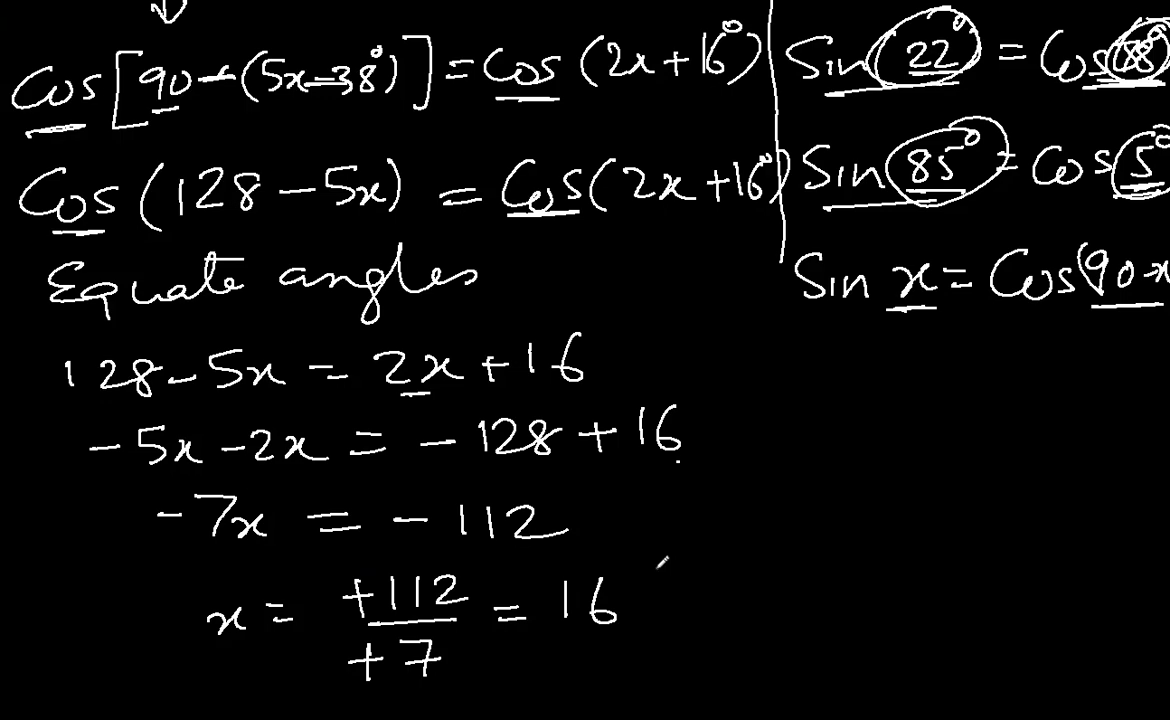 Cos[90-(5x-38°)] = Cos (2x+16°)
Cos(128-5x) = Cos(2x+16°)
Equate angles
128-5x = 2x+16
-5x-2x = -128+16
-7x = -112
x = +112/+7 = 16
Sin 22° = Cos
Sin 85° = Cos 5°
Sin x = Cos(90-x